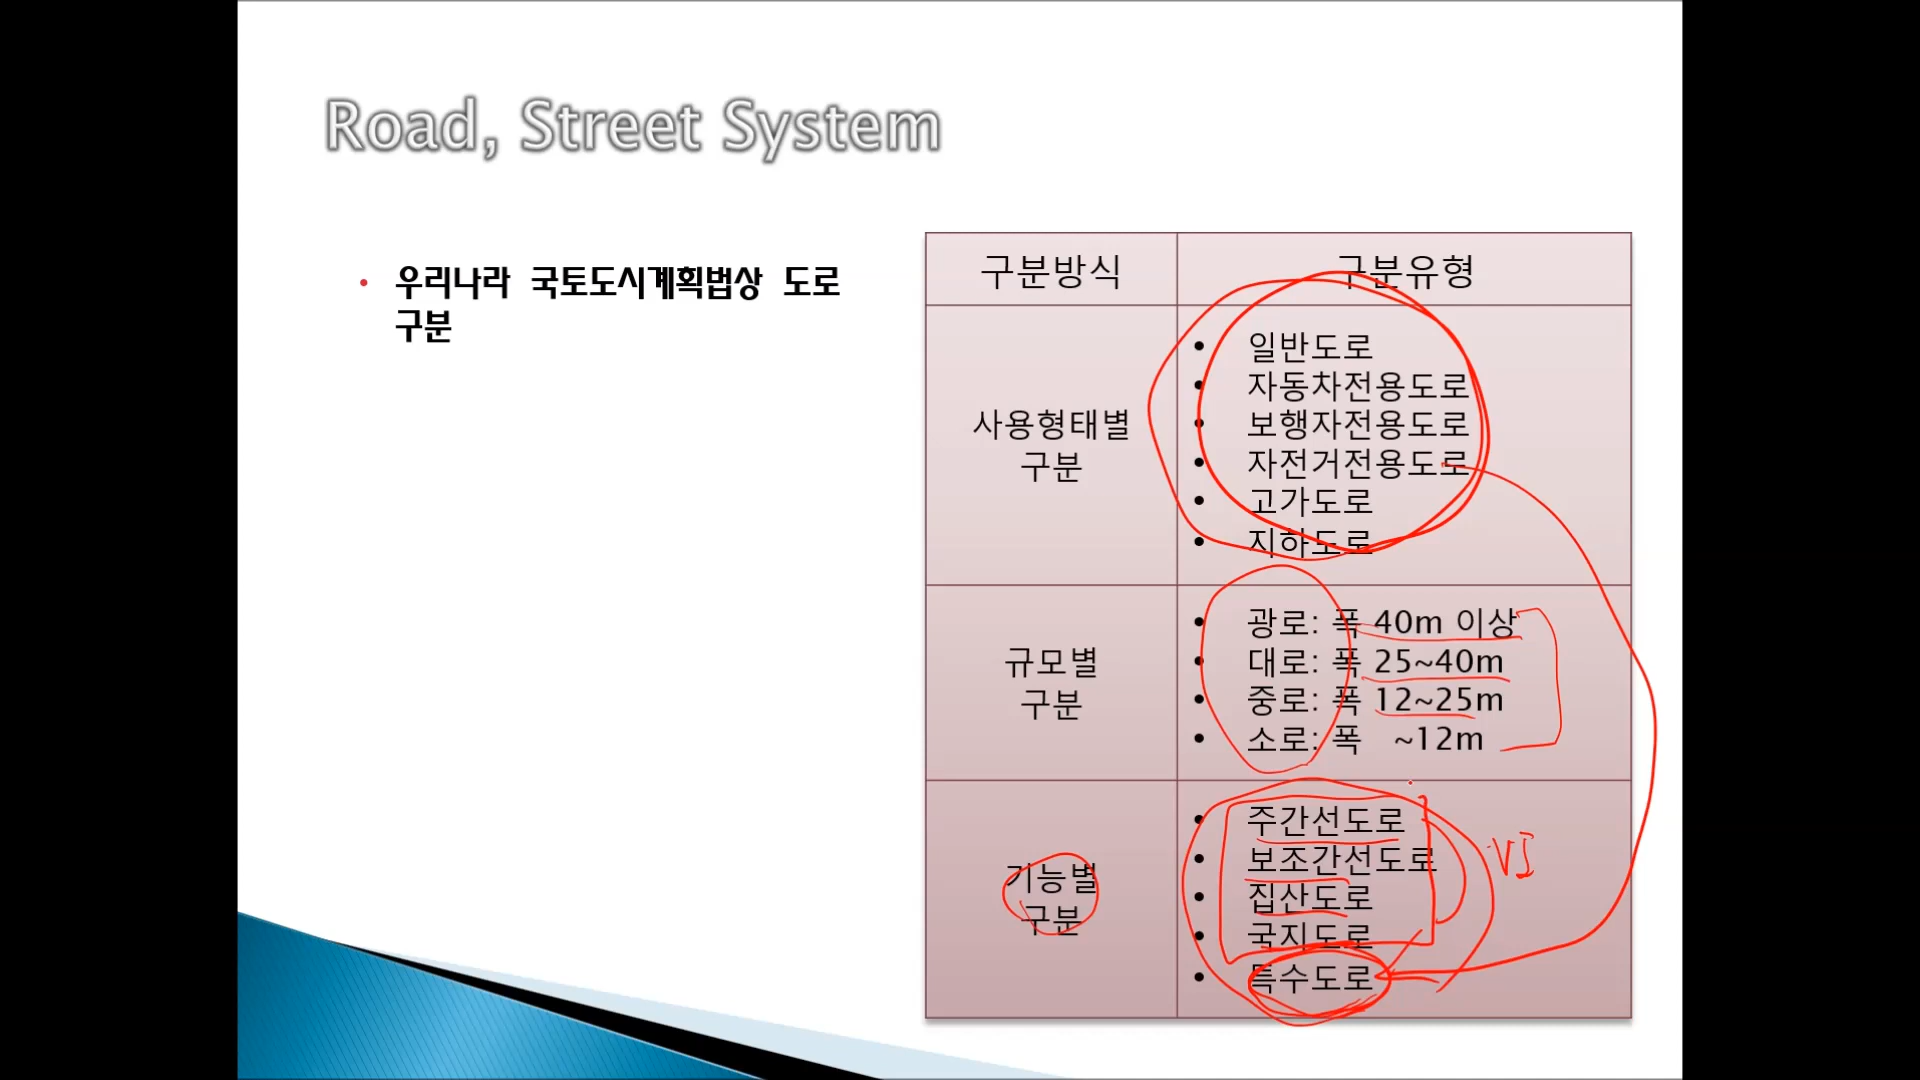 Road, Street System
• 우리나라 국토도시계획법상 도로
구분
구분방식
구분유형
사용형태별
구분
• 일반도로
• 자동차전용도로
• 보행자전용도로
• 자전거전용도로
• 고가도로
• 지하도로
규모별
구분
• 광로: 폭 40m 이상
• 대로: 폭 25~40m
• 중로: 폭 12~25m
• 소로: 폭 ~12m
기능별
구분
• 주간선도로
• 보조간선도로
• 집산도로
• 국지도로
• 특수도로